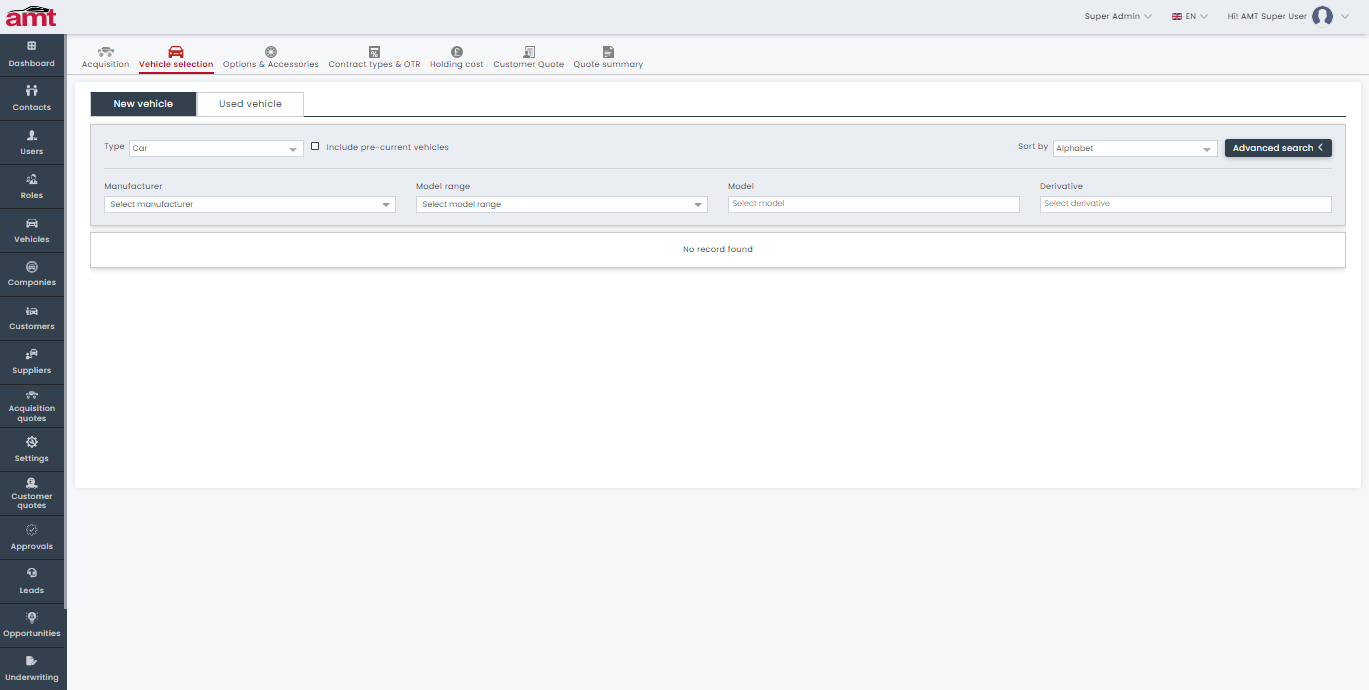 amt
Super Admin
EN
Hi! AMT Super User
Dashboard
Contacts
Users
Roles
Vehicles
Companies
Customers
Suppliers
Acquisition
quotes
Settings
Customer
quotes
Approvals
Leads
Opportunities
Underwriting
Acquisition
Vehicle selection
Options & Accessories
Contract types & OTR
Holding cost
Customer Quote
Quote summary
New vehicle
Used vehicle
Type
Car
Include pre-current vehicles
Sort by
Alphabet
Advanced search
Manufacturer
Select manufacturer
Model range
Select model range
Model
Select model
Derivative
Select derivative
No record found